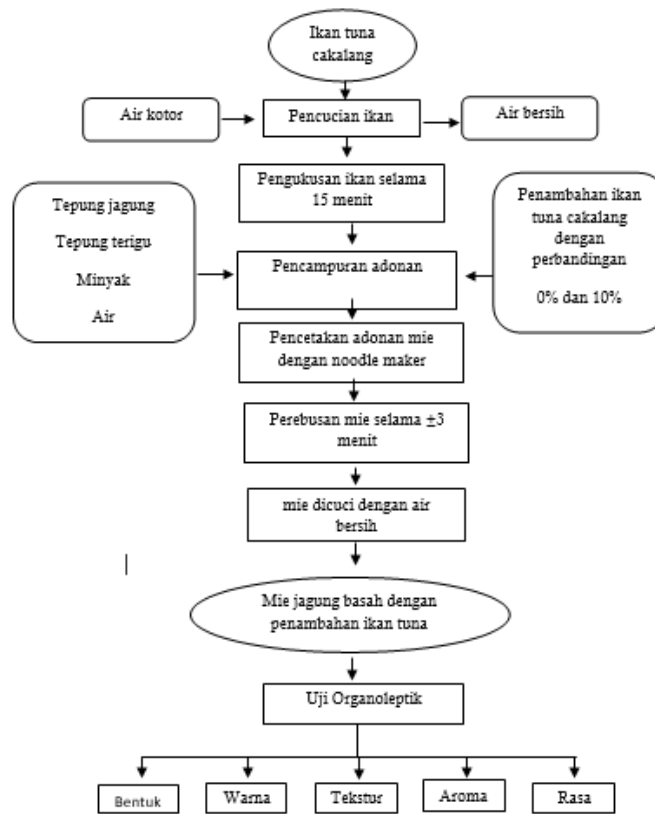 Ikan tuna
cakalang
Air kotor
Pencucian ikan
Air bersih
Pengukusan ikan selama
15 menit
Tepung jagung
Tepung terigu
Minyak
Air
Pencampuran adonan
Penambahan ikan
tuna cakalang
dengan
perbandingan
0% dan 10%
Pencetakan adonan mie
dengan noodle maker
Perebusan mie selama ±3
menit
mie dicuci dengan air
bersih
Mie jagung basah dengan
penambahan ikan tuna
Uji Organoleptik
Bentuk
Warna
Tekstur
Aroma
Rasa